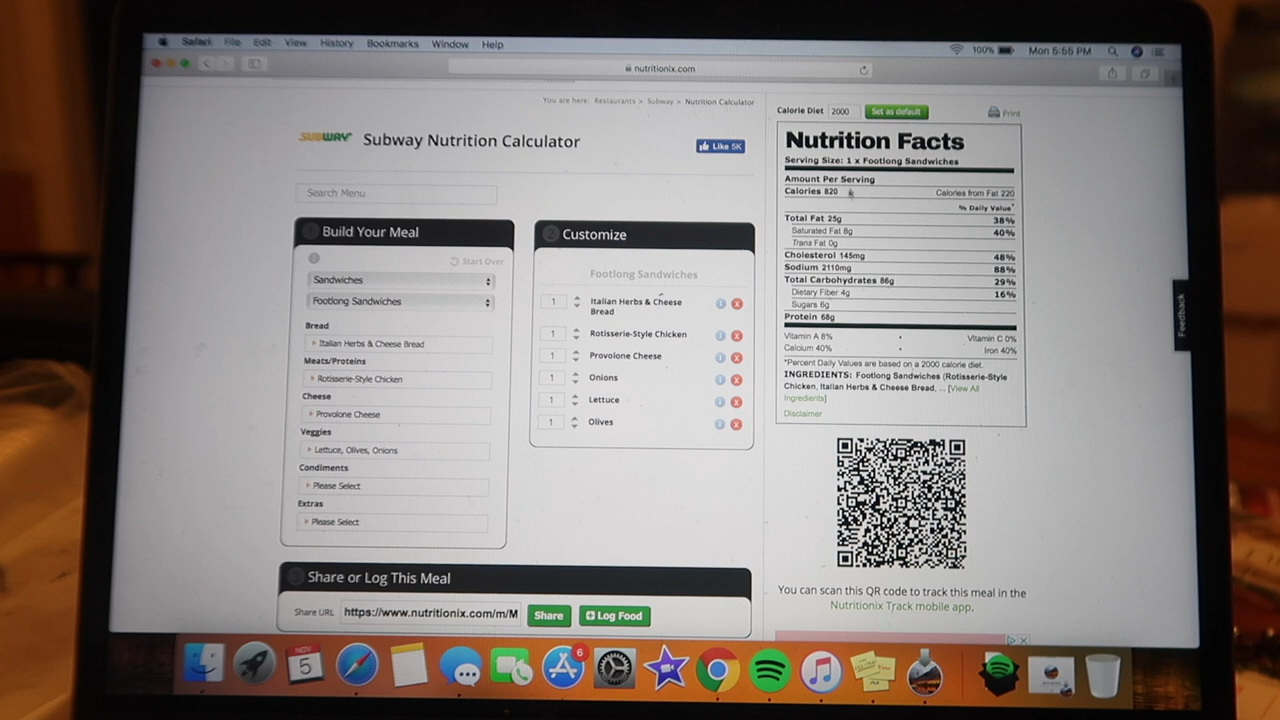 Safari File Edit View History Bookmarks Window Help
100% Mon 5:55 PM
nutritionix.com
You are here: Restaurants > Subway > Nutrition Calculator
SUBWAY Subway Nutrition Calculator
Like 5K
Search Menu
1 Build Your Meal
Start Over
Sandwiches
Footlong Sandwiches
Bread
Italian Herbs & Cheese Bread
Meats/Proteins
Rotisserie-Style Chicken
Cheese
Provolone Cheese
Veggies
Lettuce, Olives, Onions
Condiments
Please Select
Extras
Please Select
2 Customize
Footlong Sandwiches
1 Italian Herbs & Cheese
Bread
1 Rotisserie-Style Chicken
1 Provolone Cheese
1 Onions
1 Lettuce
1 Olives
Share or Log This Meal
Share URL https://www.nutritionix.com/m/M Share Log Food
Calorie Diet 2000 Set as default Print
Nutrition Facts
Serving Size: 1 x Footlong Sandwiches
Amount Per Serving
Calories 820 Calories from Fat 220
% Daily Value*
Total Fat 25g 38%
Saturated Fat 8g 40%
Trans Fat 0g
Cholesterol 145mg 48%
Sodium 2110mg 88%
Total Carbohydrates 86g 29%
Dietary Fiber 4g 16%
Sugars 6g
Protein 68g
Vitamin A 8% • Vitamin C 0%
Calcium 40% • Iron 40%
*Percent Daily Values are based on a 2000 calorie diet.
INGREDIENTS: Footlong Sandwiches (Rotisserie-Style
Chicken, Italian Herbs & Cheese Bread, ... [View All
Ingredients]
Disclaimer
You can scan this QR code to track this meal in the
Nutritionix Track mobile app.
Feedback
NOV
5
6